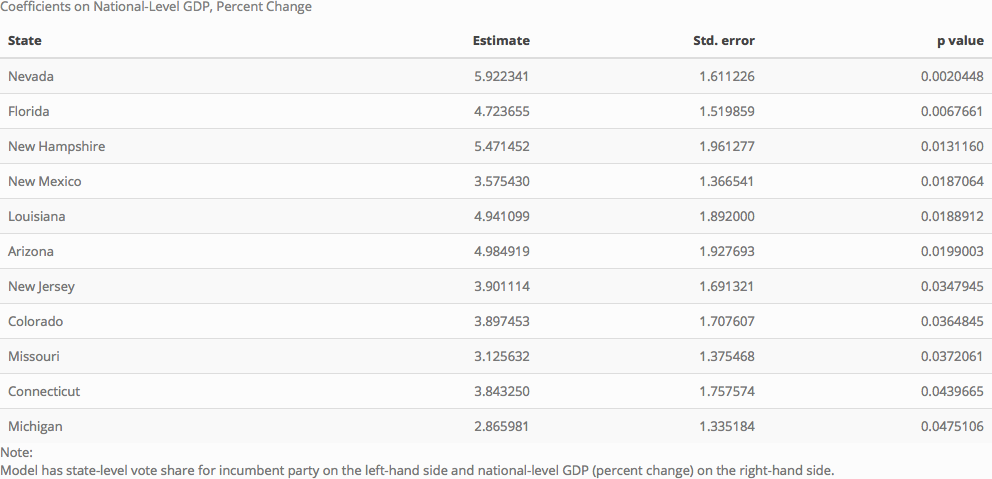 Coefficients on National-Level GDP, Percent Change
State Estimate Std. error p value
Nevada 5.922341 1.611226 0.0020448
Florida 4.723655 1.519859 0.0067661
New Hampshire 5.471452 1.961277 0.0131160
New Mexico 3.575430 1.366541 0.0187064
Louisiana 4.941099 1.892000 0.0188912
Arizona 4.984919 1.927693 0.0199003
New Jersey 3.901114 1.691321 0.0347945
Colorado 3.897453 1.707607 0.0364845
Missouri 3.125632 1.375468 0.0372061
Connecticut 3.843250 1.757574 0.0439665
Michigan 2.865981 1.335184 0.0475106
Note:
Model has state-level vote share for incumbent party on the left-hand side and national-level GDP (percent change) on the right-hand side.